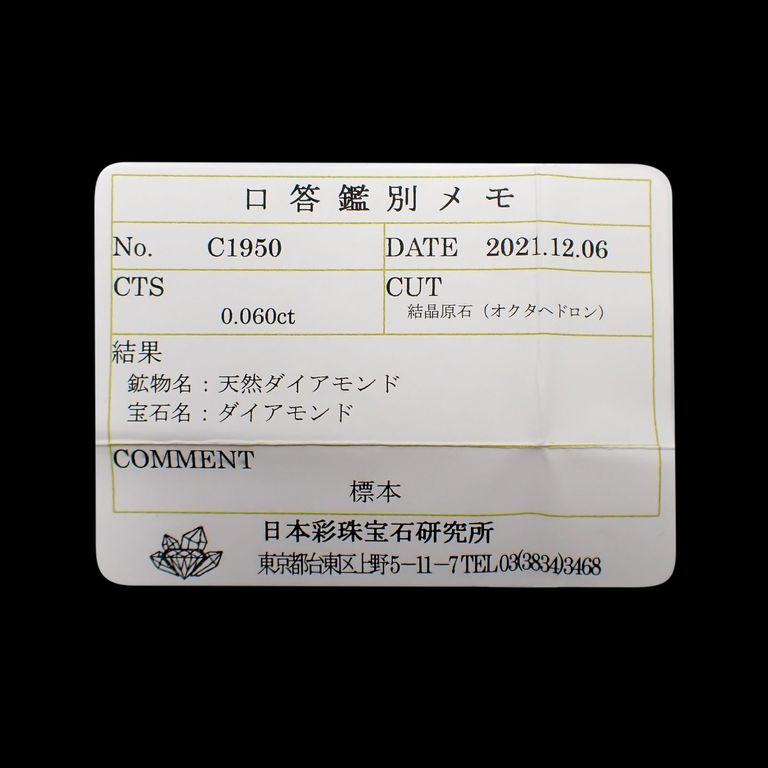 口答鑑別メモ
No. C1950 DATE 2021.12.06
CTS CUT
0.060ct 結晶原石（オクタヘドロン）
結果
鉱物名：天然ダイアモンド
宝石名：ダイアモンド
COMMENT
標本
日本彩珠宝石研究所
東京都台東区上野5－11－7 TEL 03(3834)3468